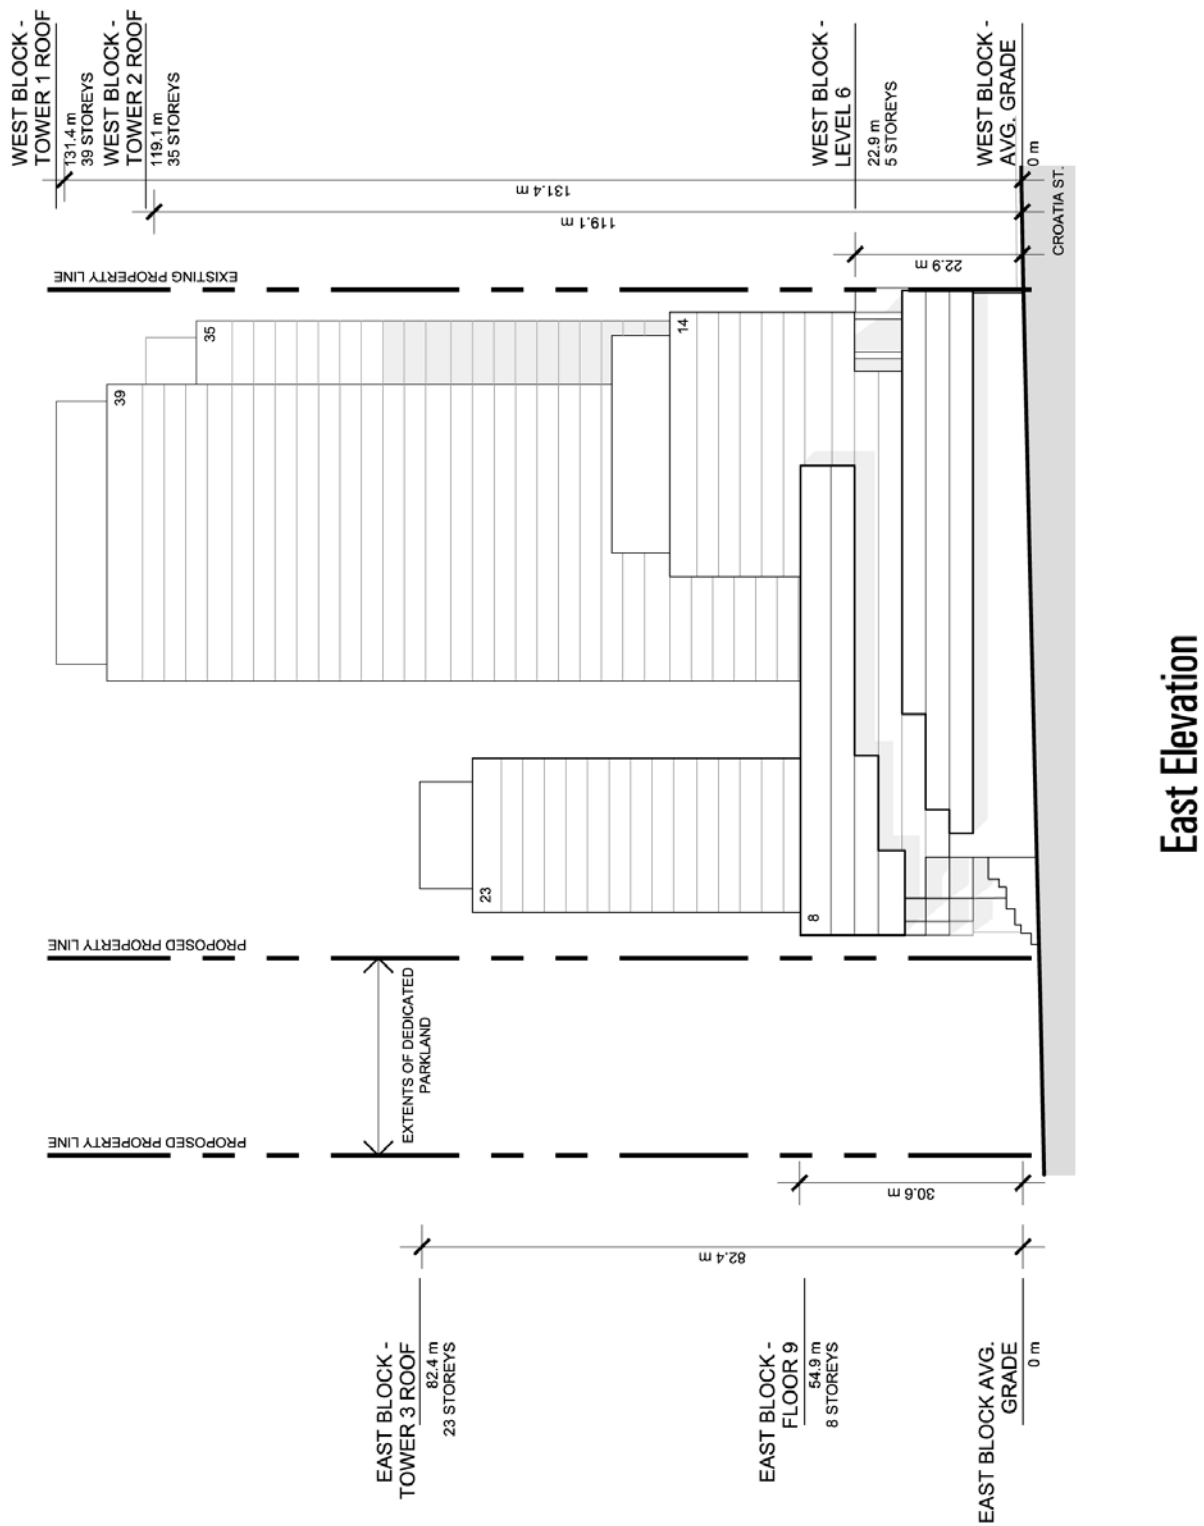 WEST BLOCK -
TOWER 1 ROOF
131.4 m
39 STOREYS
WEST BLOCK -
TOWER 2 ROOF
119.1 m
35 STOREYS
WEST BLOCK -
LEVEL 6
22.9 m
5 STOREYS
WEST BLOCK -
AVG. GRADE
0 m
131.4 m
119.1 m
22.9 m
CROATIA ST.
EXISTING PROPERTY LINE
35
14
39
23
8
PROPOSED PROPERTY LINE
EXTENTS OF DEDICATED
PARKLAND
PROPOSED PROPERTY LINE
30.6 m
82.4 m
EAST BLOCK -
TOWER 3 ROOF
82.4 m
23 STOREYS
EAST BLOCK -
FLOOR 9
54.9 m
8 STOREYS
EAST BLOCK AVG.
GRADE
0 m
East Elevation